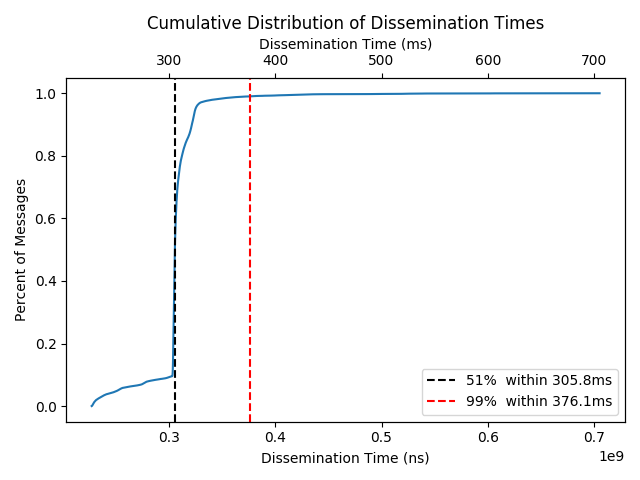 Cumulative Distribution of Dissemination Times
Dissemination Time (ms)
300 400 500 600 700
Percent of Messages
1.0
0.8
0.6
0.4
0.2
0.0
51%  within 305.8ms
99%  within 376.1ms
0.3 0.4 0.5 0.6 0.7
1e9
Dissemination Time (ns)